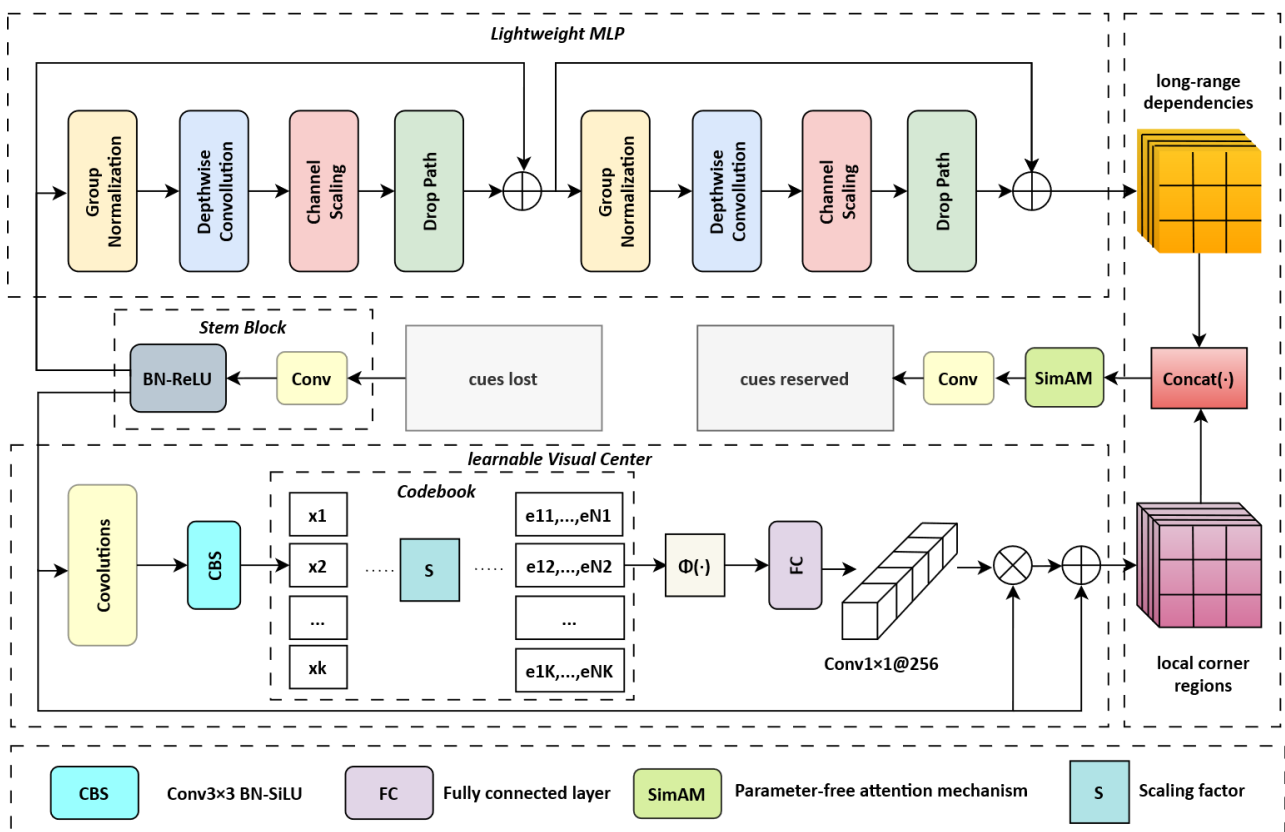 Lightweight MLP
Group
Normalization
Depthwise
Convollution
Channel
Scaling
Drop Path
Group
Normalization
Depthwise
Convollution
Channel
Scaling
Drop Path
long-range
dependencies
Stem Block
BN-ReLU
Conv
cues lost
cues reserved
Conv
SimAM
Concat(·)
learnable Visual Center
Codebook
Covolutions
CBS
x1
x2
...
xk
S
e11,...,eN1
e12,...,eN2
...
e1K,...,eNK
Φ(·)
FC
Conv1×1@256
local corner
regions
CBS
Conv3×3 BN-SiLU
FC
Fully connected layer
SimAM
Parameter-free attention mechanism
S
Scaling factor